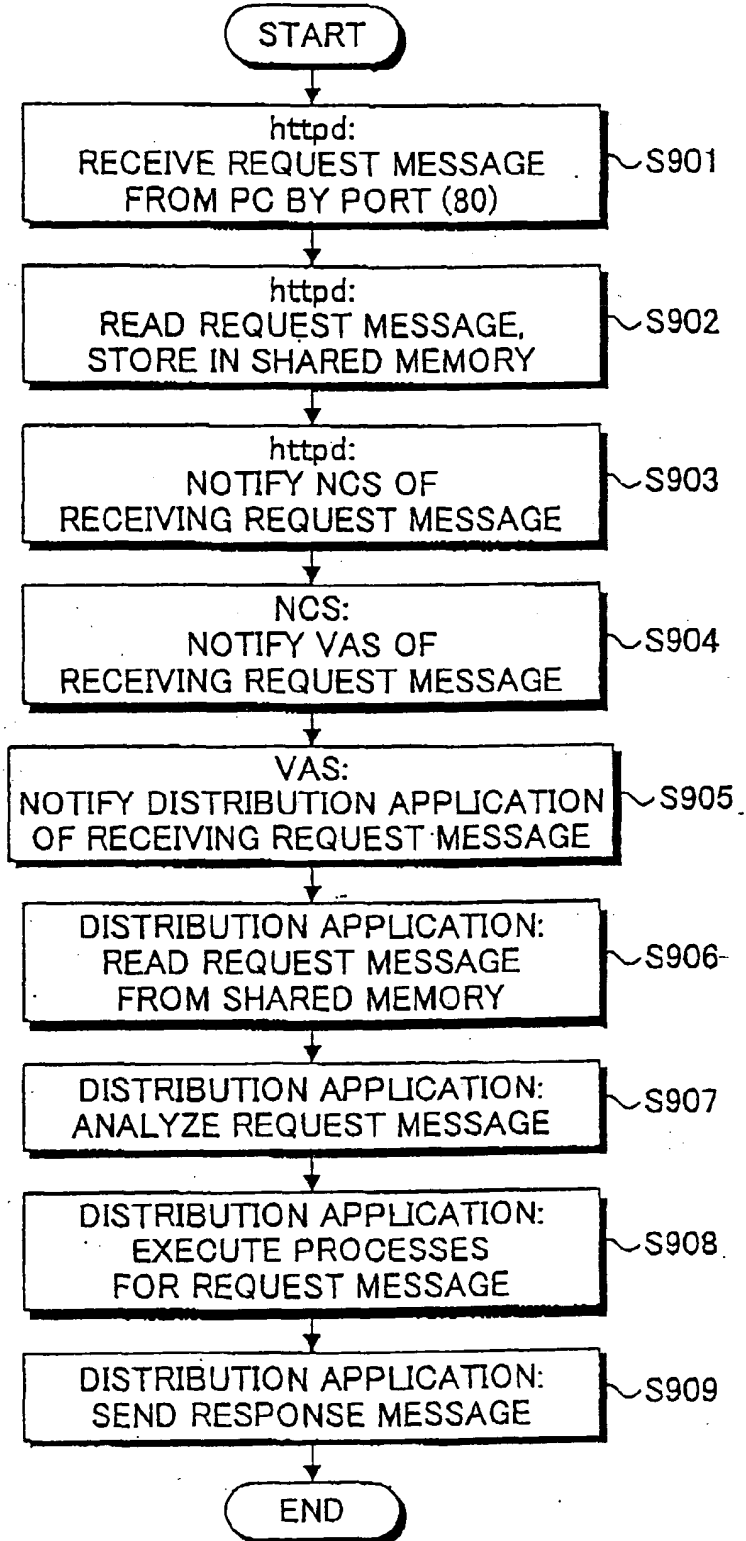 START
httpd:
RECEIVE REQUEST MESSAGE
FROM PC BY PORT (80)
S901
httpd:
READ REQUEST MESSAGE,
STORE IN SHARED MEMORY
S902
httpd:
NOTIFY NCS OF
RECEIVING REQUEST MESSAGE
S903
NCS:
NOTIFY VAS OF
RECEIVING REQUEST MESSAGE
S904
VAS:
NOTIFY DISTRIBUTION APPLICATION
OF RECEIVING REQUEST MESSAGE
S905
DISTRIBUTION APPLICATION:
READ REQUEST MESSAGE
FROM SHARED MEMORY
S906
DISTRIBUTION APPLICATION:
ANALYZE REQUEST MESSAGE
S907
DISTRIBUTION APPLICATION:
EXECUTE PROCESSES
FOR REQUEST MESSAGE
S908
DISTRIBUTION APPLICATION:
SEND RESPONSE MESSAGE
S909
END